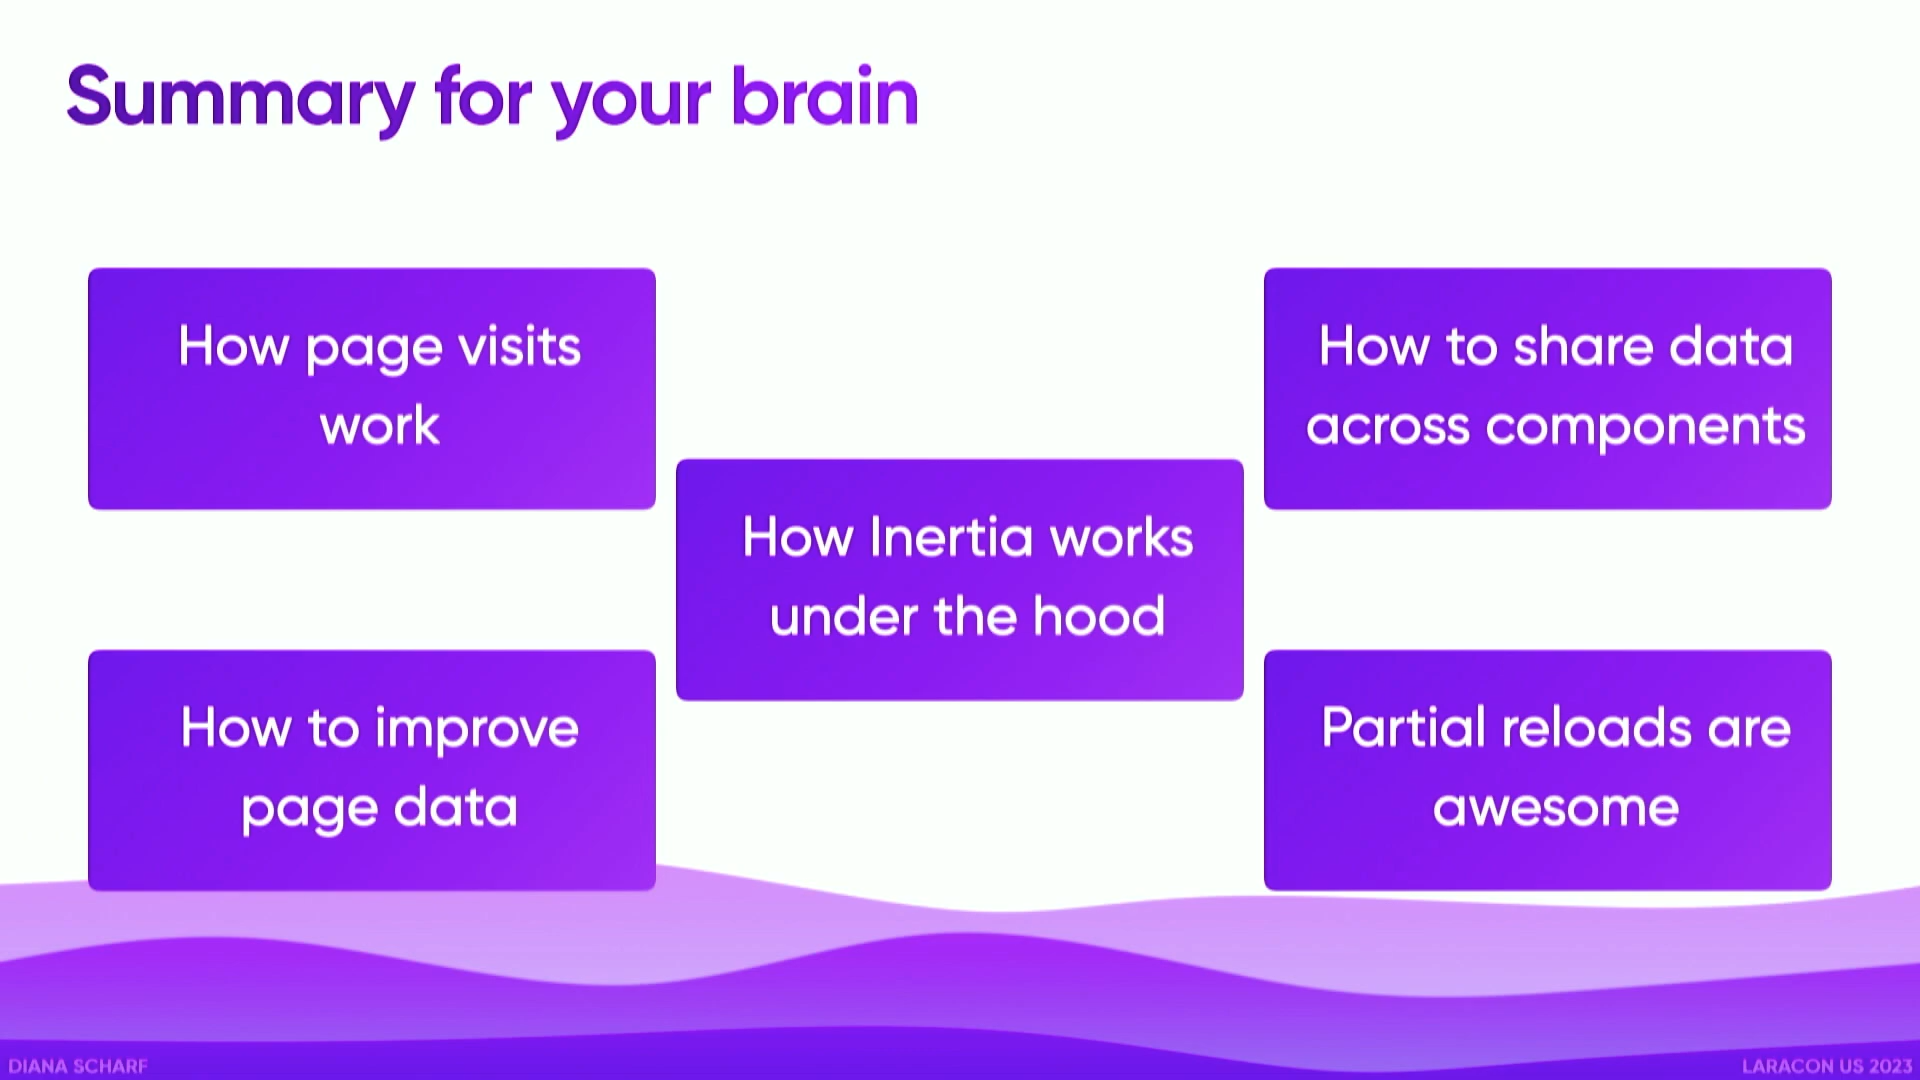 Summary for your brain
How page visits
work
How to share data
across components
How Inertia works
under the hood
How to improve
page data
Partial reloads are
awesome
DIANA SCHARF
LARACON US 2023